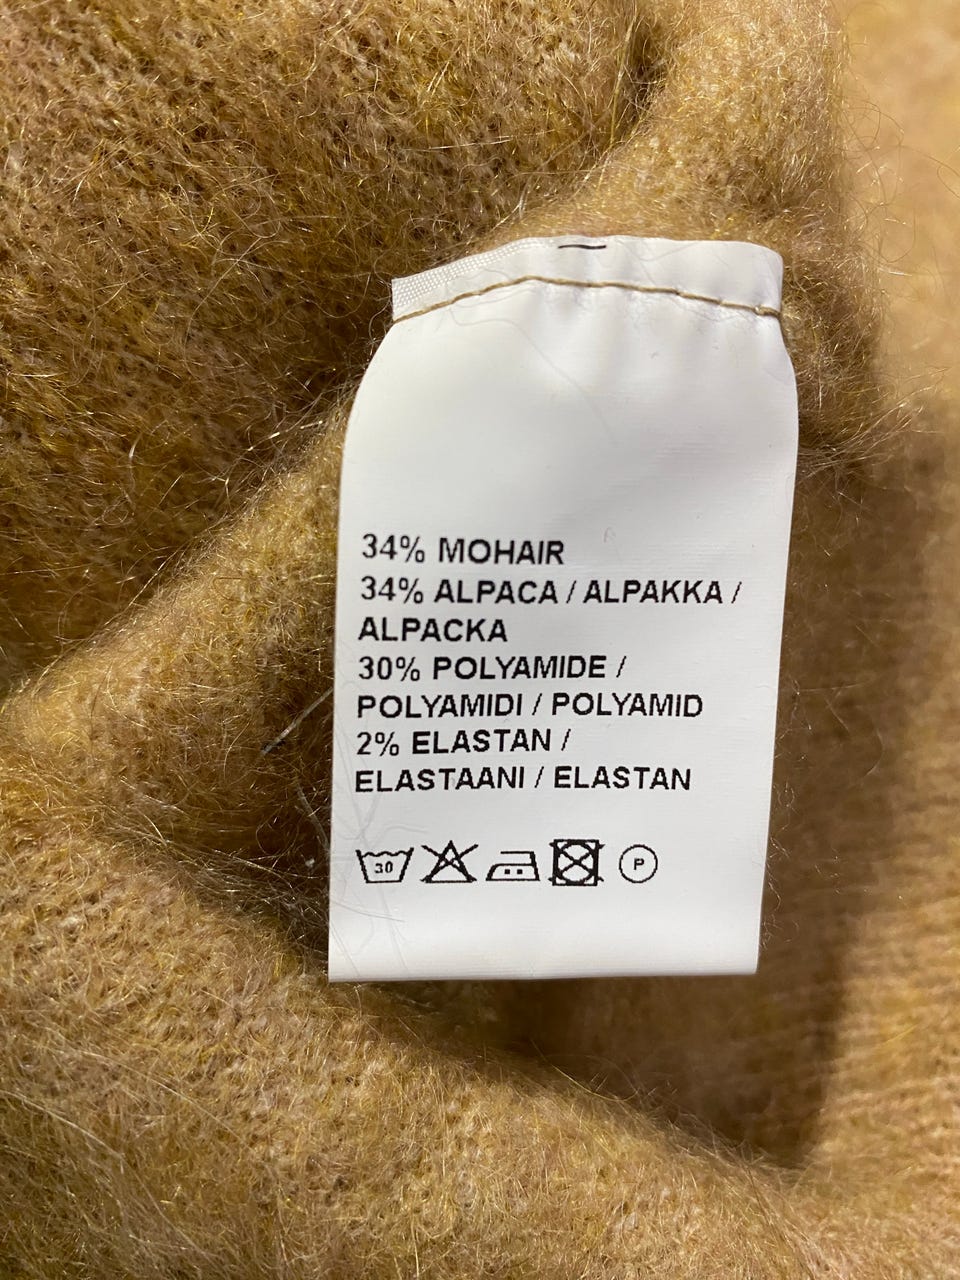 34% MOHAIR
34% ALPACA / ALPAKKA /
ALPACKA
30% POLYAMIDE /
POLYAMIDI / POLYAMID
2% ELASTAN /
ELASTAANI / ELASTAN
30 P